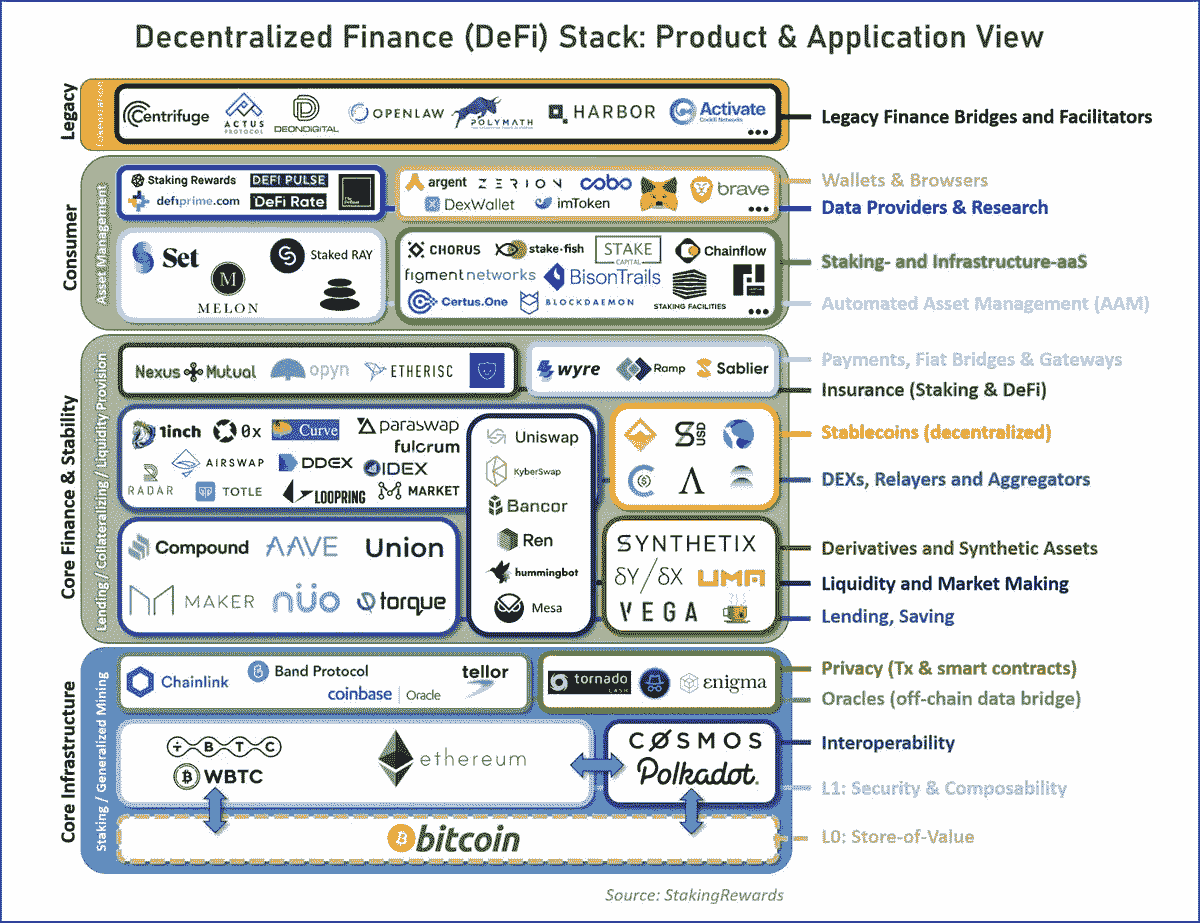 Decentralized Finance (DeFi) Stack: Product & Application View
Legacy
Centrifuge
ACTUS
PROTOCOL
DEONDIGITAL
OPENLAW
POLYMATH
HARBOR
Activate
...
Legacy Finance Bridges and Facilitators
Consumer
Asset Management
Staking Rewards
DEFI PULSE
defiprime.com
DeFi Rate
argent
ZERION
cobo
brave
DexWallet
imToken
...
Wallets & Browsers
Data Providers & Research
Set
Staked RAY
MELON
CHORUS
stake·fish
STAKE
CAPITAL
Chainflow
figment networks
BisonTrails
Certus.One
BLOCKDAEMON
STAKING FACILITIES
...
Staking- and Infrastructure-aaS
Automated Asset Management (AAM)
Core Finance & Stability
Lending / Collateralizing / Liquidity Provision
Nexus Mutual
opyn
ETHERISC
wyre
Ramp
Sablier
Payments, Fiat Bridges & Gateways
Insurance (Staking & DeFi)
1inch
0x
Curve
paraswap
fulcrum
AIRSWAP
DDEX
IDEX
RADAR
TOTLE
LOOPRING
MARKET
Uniswap
KyberSwap
Bancor
Ren
hummingbot
Mesa
USD
Stablecoins (decentralized)
DEXs, Relayers and Aggregators
Compound
AAVE
Union
MAKER
nüo
torque
SYNTHETIX
δY/δX
UMA
VEGA
Derivatives and Synthetic Assets
Liquidity and Market Making
Lending, Saving
Core Infrastructure
Staking / Generalized Mining
Chainlink
Band Protocol
coinbase | Oracle
tellor
tornado
CASH
enigma
Privacy (Tx & smart contracts)
Oracles (off-chain data bridge)
tBTC
WBTC
ethereum
COSMOS
Polkadot.
Interoperability
L1: Security & Composability
bitcoin
L0: Store-of-Value
Source: StakingRewards